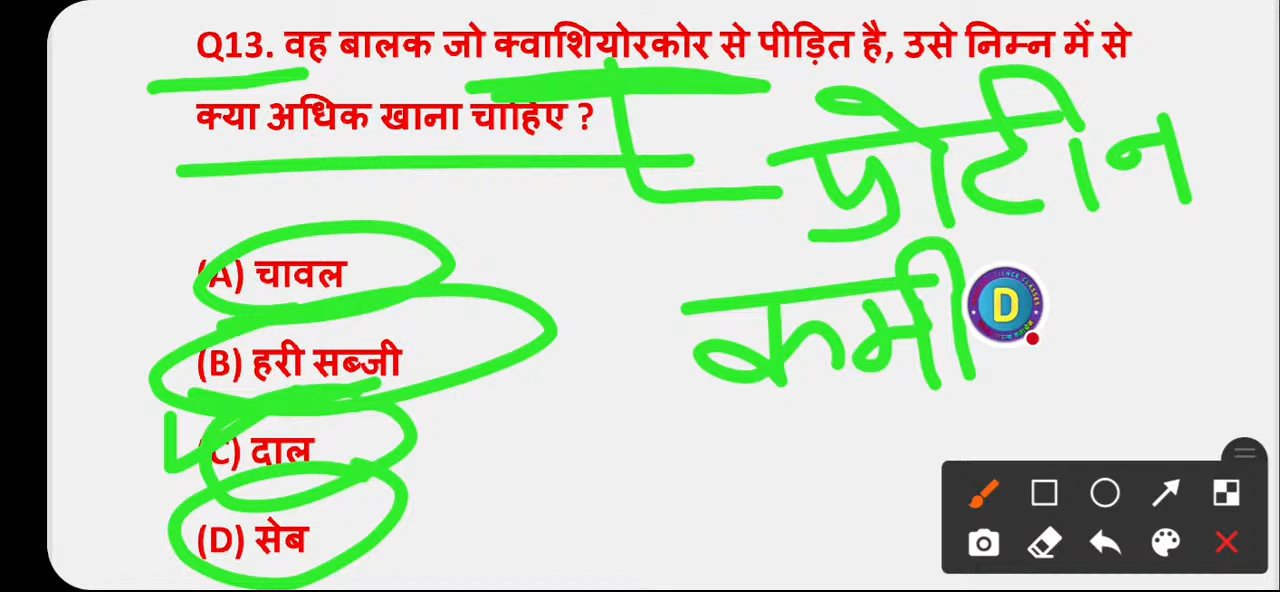 Q13. वह बालक जो क्वाशियोरकोर से पीड़ित है, उसे निम्न में से
क्या अधिक खाना चाहिए ?
प्रोटीन
कमी
(A) चावल
D
(B) हरी सब्जी
(C) दाल
(D) सेब